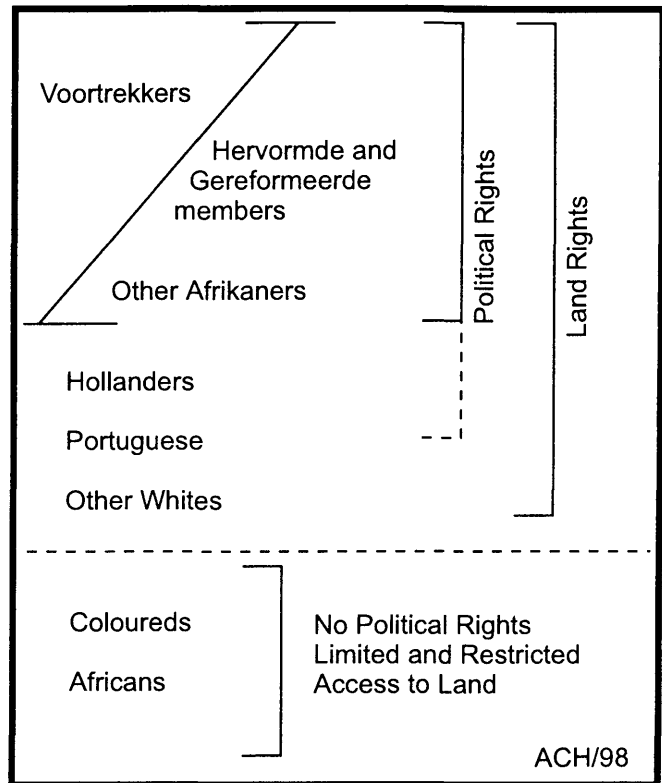 Voortrekkers
Hervormde and
Gereformeerde
members
Other Afrikaners
Political Rights
Land Rights
Hollanders
Portuguese
Other Whites
Coloureds
Africans
No Political Rights
Limited and Restricted
Access to Land
ACH/98